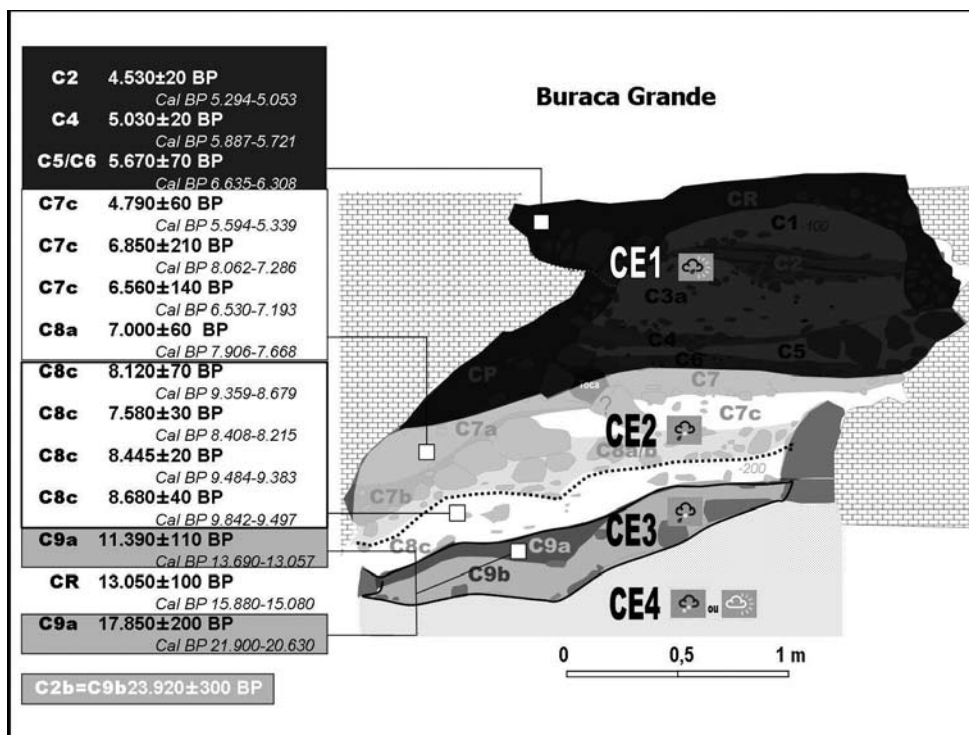 C2 4.530±20 BP
Cal BP 5.294-5.053
C4 5.030±20 BP
Cal BP 5.887-5.721
C5/C6 5.670±70 BP
Cal BP 6.635-6.308
C7c 4.790±60 BP
Cal BP 5.594-5.339
C7c 6.850±210 BP
Cal BP 8.062-7.286
C7c 6.560±140 BP
Cal BP 6.530-7.193
C8a 7.000±60 BP
Cal BP 7.906-7.668
C8c 8.120±70 BP
Cal BP 9.359-8.679
C8c 7.580±30 BP
Cal BP 8.408-8.215
C8c 8.445±20 BP
Cal BP 9.484-9.383
C8c 8.680±40 BP
Cal BP 9.842-9.497
C9a 11.390±110 BP
Cal BP 13.690-13.057
CR 13.050±100 BP
Cal BP 15.880-15.080
C9a 17.850±200 BP
Cal BP 21.900-20.630
C2b=C9b23.920±300 BP
Buraca Grande
CR
C1 -100
CE1
C2
C3a
C4
C5
C6
CP
Toca
C7
?
C7a
CE2
C7c
C8a/b
-200
C7b
C8c
C9a
CE3
C9b
CE4 ou
0 0,5 1 m